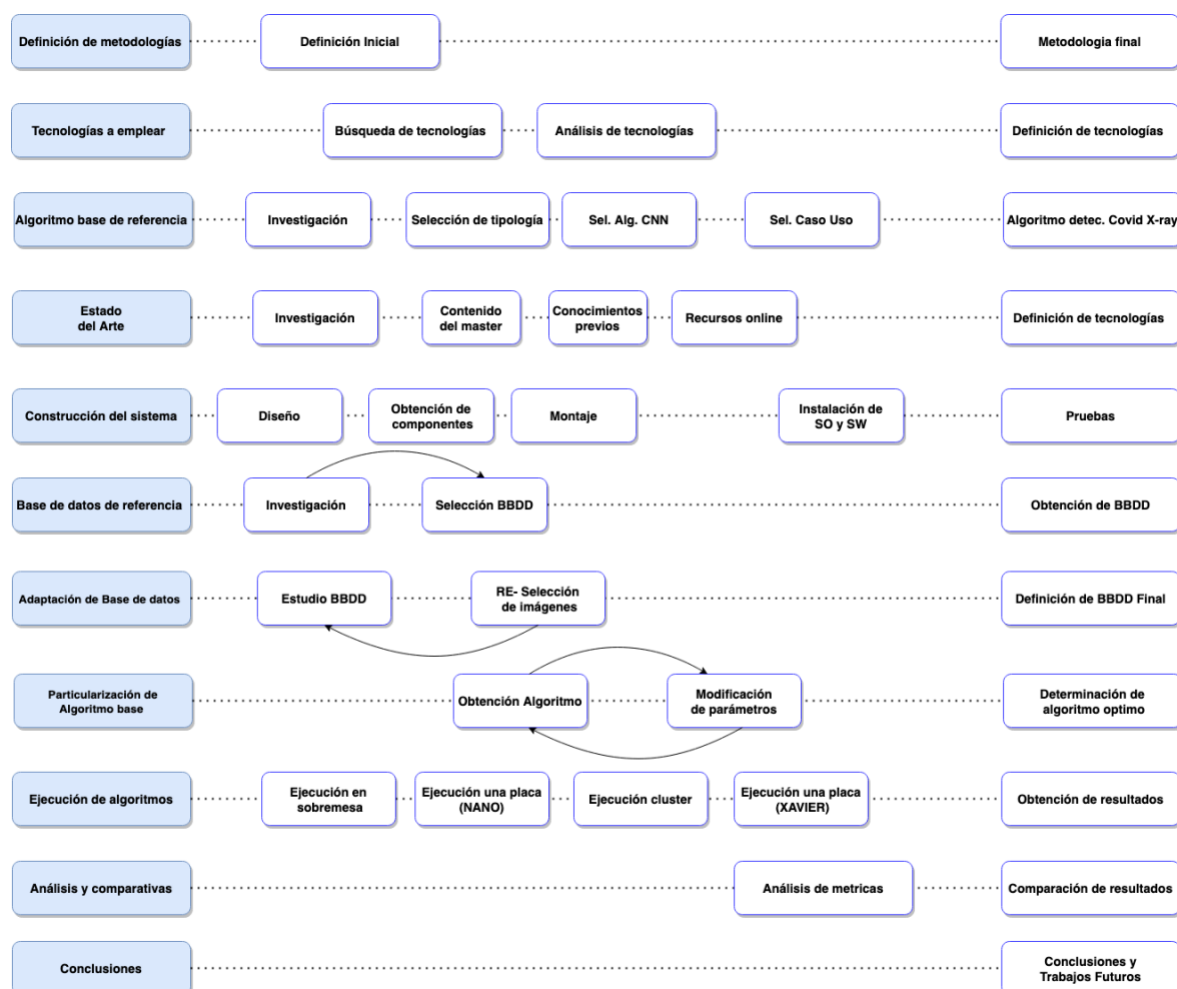 Definición de metodologías
Definición Inicial
Metodologia final
Tecnologías a emplear
Búsqueda de tecnologías
Análisis de tecnologías
Definición de tecnologías
Algoritmo base de referencia
Investigación
Selección de tipología
Sel. Alg. CNN
Sel. Caso Uso
Algoritmo detec. Covid X-ray
Estado
del Arte
Investigación
Contenido
del master
Conocimientos
previos
Recursos online
Definición de tecnologías
Construcción del sistema
Diseño
Obtención de
componentes
Montaje
Instalación de
SO y SW
Pruebas
Base de datos de referencia
Investigación
Selección BBDD
Obtención de BBDD
Adaptación de Base de datos
Estudio BBDD
RE- Selección
de imágenes
Definición de BBDD Final
Particularización de
Algoritmo base
Obtención Algoritmo
Modificación
de parámetros
Determinación de
algoritmo optimo
Ejecución de algoritmos
Ejecución en
sobremesa
Ejecución una placa
(NANO)
Ejecución cluster
Ejecución una placa
(XAVIER)
Obtención de resultados
Análisis y comparativas
Análisis de metricas
Comparación de resultados
Conclusiones
Conclusiones y
Trabajos Futuros